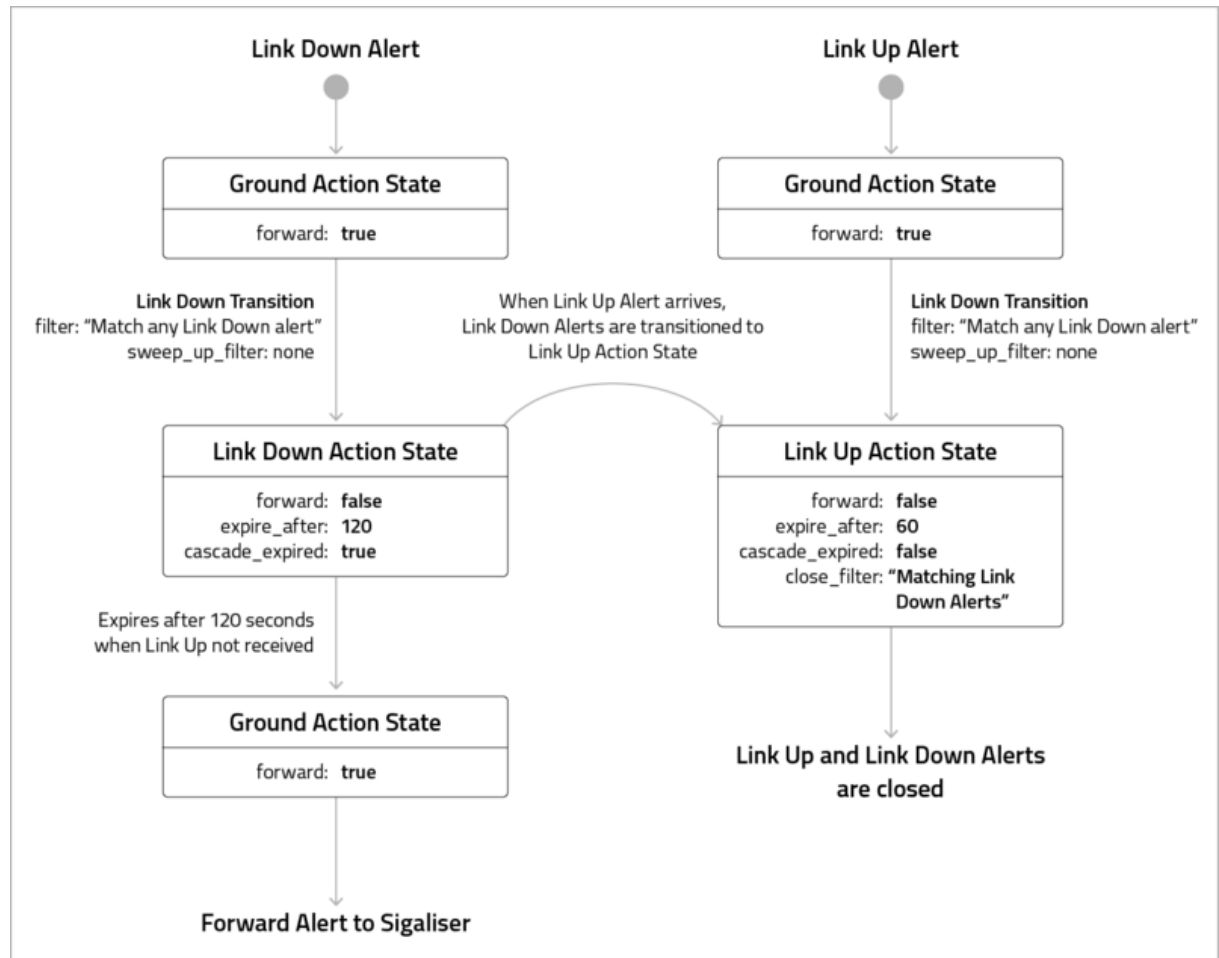 Link Down Alert
Link Up Alert
Ground Action State
forward: true
Ground Action State
forward: true
Link Down Transition
filter: “Match any Link Down alert”
sweep_up_filter: none
When Link Up Alert arrives,
Link Down Alerts are transitioned to
Link Up Action State
Link Down Transition
filter: “Match any Link Down alert”
sweep_up_filter: none
Link Down Action State
forward: false
expire_after: 120
cascade_expired: true
Link Up Action State
forward: false
expire_after: 60
cascade_expired: false
close_filter: “Matching Link
Down Alerts”
Expires after 120 seconds
when Link Up not received
Ground Action State
forward: true
Link Up and Link Down Alerts
are closed
Forward Alert to Sigaliser